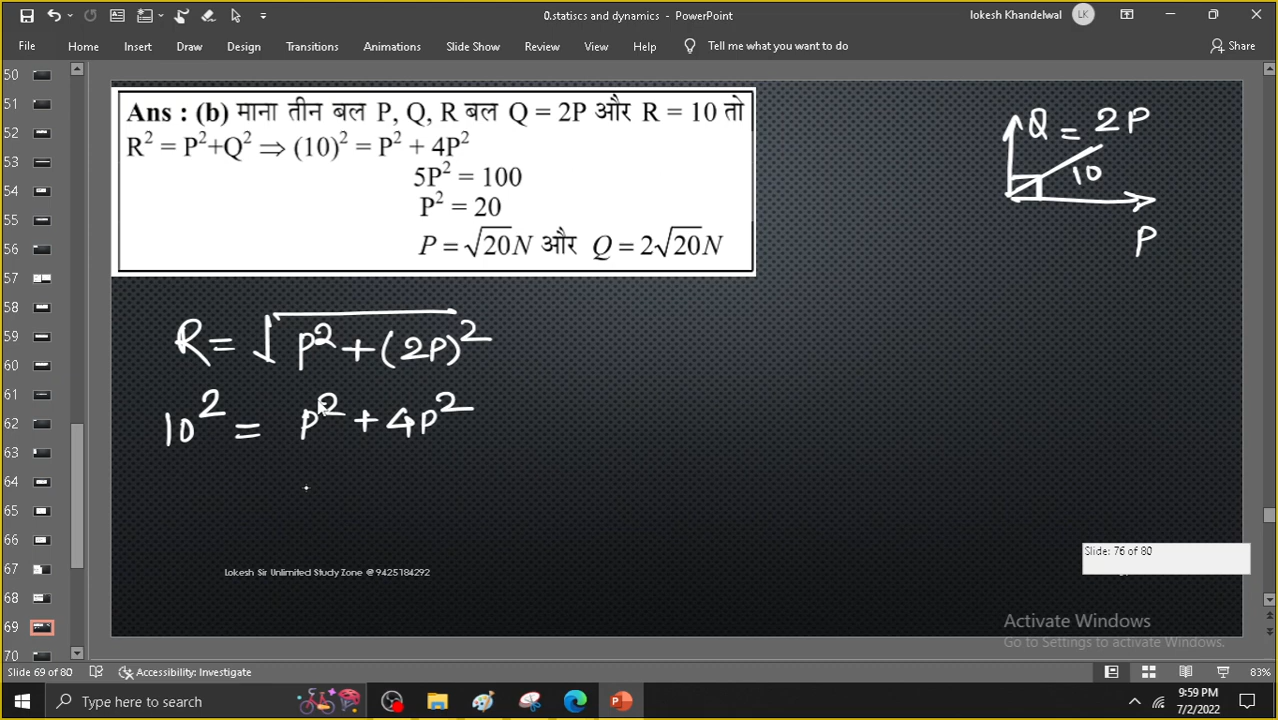 0.statiscs and dynamics - PowerPoint
lokesh Khandelwal LK
File Home Insert Draw Design Transitions Animations Slide Show Review View Help Tell me what you want to do Share
50
51
52
53
54
55
56
57
58
59
60
61
62
63
64
65
66
67
68
69
70
Ans : (b) माना तीन बल P, Q, R बल Q = 2P और R = 10 तो
R² = P²+Q² ⇒ (10)² = P² + 4P²
5P² = 100
P² = 20
P = √20N और Q = 2√20N
Q = 2P
10
P
R = √P² + (2P)²
10² = P² + 4P²
Lokesh Sir Unlimited Study Zone @ 9425184292
Slide: 76 of 80
Activate Windows
Go to Settings to activate Windows.
Slide 69 of 80 Accessibility: Investigate 83%
Type here to search
9:59 PM
7/2/2022